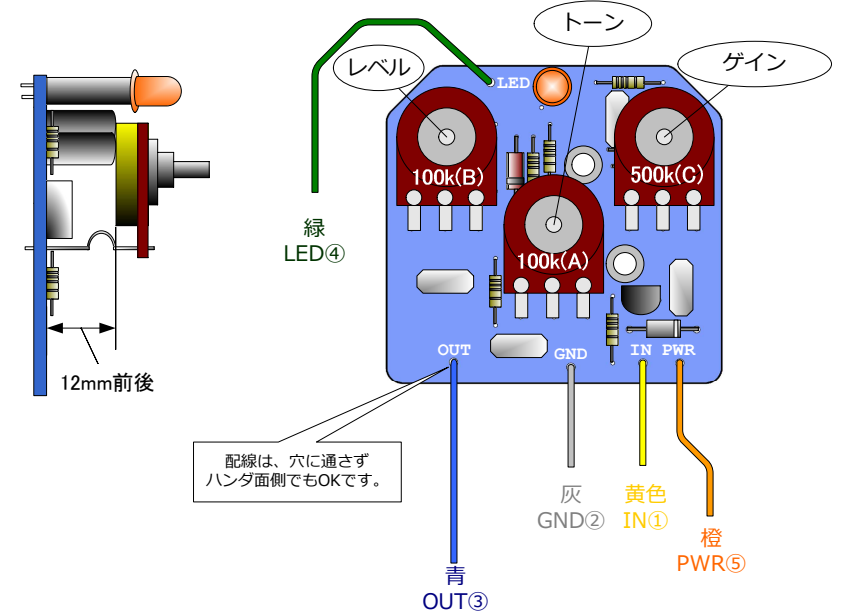 トーン
レベル
ゲイン
LED
100k(B)
500k(C)
100k(A)
緑
LED④
OUT
GND
IN PWR
12mm前後
配線は、穴に通さず
ハンダ面側でもOKです。
灰
GND②
黄色
IN①
橙
PWR⑤
青
OUT③